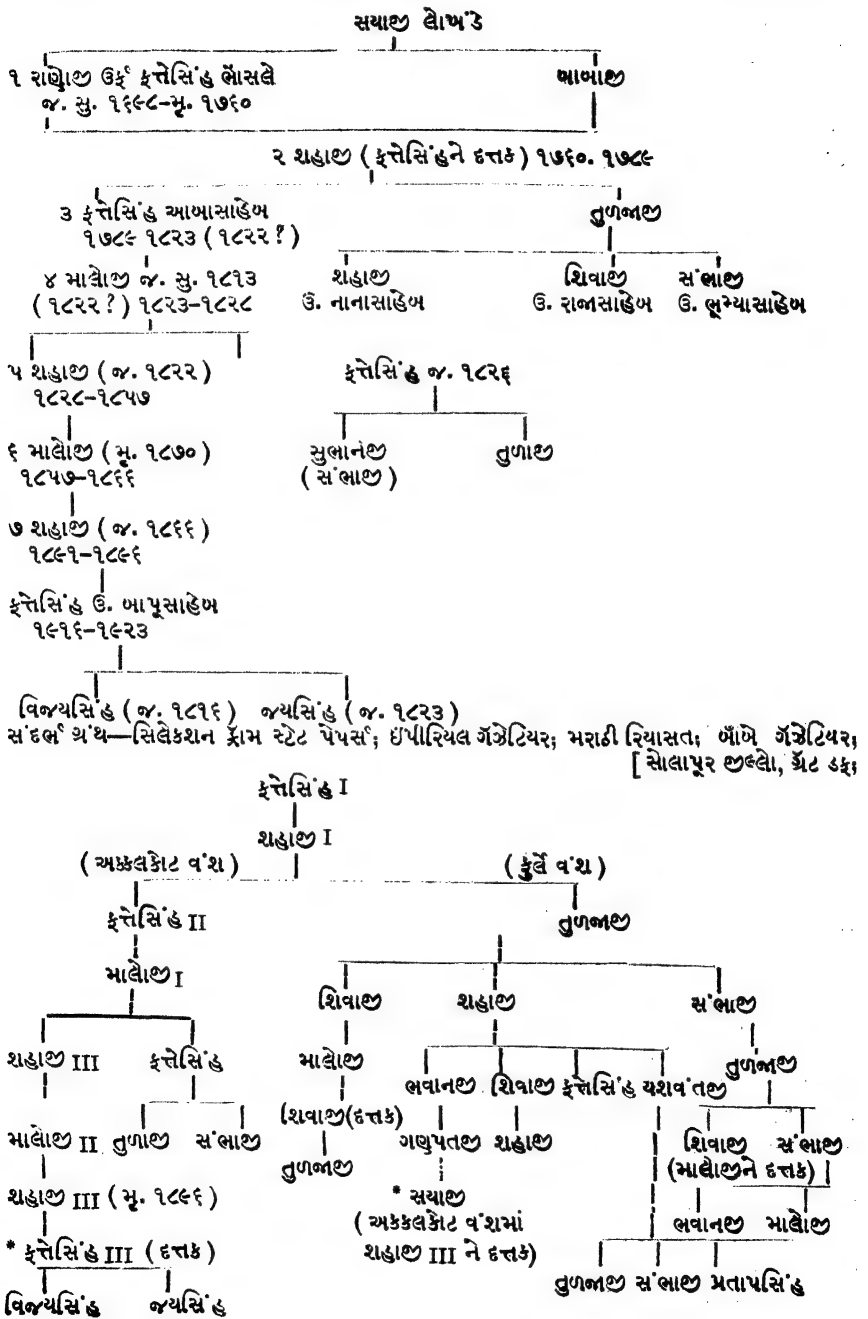 સયાજી લોખંડે
૧ રાણોજી ઉર્ફ ફત્તેસિંહ ભોંસલે બાબાજી
જ. સુ. ૧૬૯૮-મૃ. ૧૭૬૦
૨ શહાજી (ફત્તેસિંહને દત્તક) ૧૭૬૦. ૧૭૮૯
૩ ફત્તેસિંહ આબાસાહેબ તુળજાજી
૧૭૮૯ ૧૮૨૩ (૧૮૨૨?)
૪ માલોજી જ. સુ. ૧૮૧૩ શહાજી શિવાજી સંભાજી
(૧૮૨૨?) ૧૮૨૩-૧૮૨૮ ઉ. નાનાસાહેબ ઉ. રાજાસાહેબ ઉ. ભૂમ્યાસાહેબ
૫ શહાજી (જ. ૧૮૨૨) ફત્તેસિંહ જ. ૧૮૨૬
૧૮૨૮-૧૮૫૭
૬ માલોજી (મૃ. ૧૮૭૦) સુભાનજી તુળાજી
૧૮૫૭-૧૮૬૬ (સંભાજી)
૭ શહાજી (જ. ૧૮૬૬)
૧૮૯૧-૧૮૯૬
ફત્તેસિંહ ઉ. બાપૂસાહેબ
૧૯૧૬-૧૯૨૩
વિજયસિંહ (જ. ૧૮૧૬) જયસિંહ (જ. ૧૮૨૩)
સંદર્ભ ગ્રંથ—સિલેકશન ફ્રૉમ સ્ટેટ પેપર્સ; ઈંપીરિયલ ગૅઝેટિયર; મરાઠી રિયાસત; બૉંબે ગૅઝેટિયર;
[સોલાપૂર જીલ્લો, ગ્રૅંટ ડફ;
ફત્તેસિંહ I
શહાજી I
(અક્કલકોટ વંશ) (કુર્લે વંશ)
ફત્તેસિંહ II તુળજાજી
માલોજી I
શિવાજી શહાજી સંભાજી
શહાજી III ફત્તેસિંહ માલોજી તુળજાજી
ભવાનજી શિવાજી ફત્તેસિંહ યશવંતજી
શિવાજી(દત્તક)
માલોજી II તુળાજી સંભાજી ગણપતજી શહાજી શિવાજી સંભાજી
તુળજાજી (માલોજીને દત્તક)
શહાજી III (મૃ. ૧૮૯૬) * સયાજી
(અક્કલકોટ વંશમાં ભવાનજી માલોજી
* ફત્તેસિંહ III (દત્તક) શહાજી III ને દત્તક)
તુળજાજી સંભાજી પ્રતાપસિંહ
વિજયસિંહ જયસિંહ